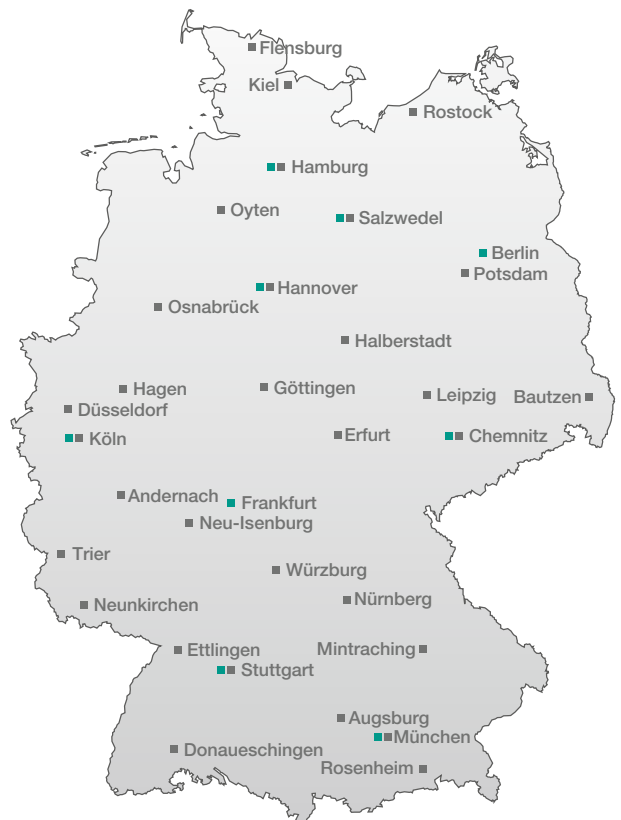 Flensburg
Kiel
Rostock
Hamburg
Oyten
Salzwedel
Berlin
Potsdam
Hannover
Osnabrück
Halberstadt
Hagen
Göttingen
Leipzig
Bautzen
Düsseldorf
Köln
Erfurt
Chemnitz
Andernach
Frankfurt
Neu-Isenburg
Trier
Würzburg
Neunkirchen
Nürnberg
Ettlingen
Mintraching
Stuttgart
Augsburg
München
Donaueschingen
Rosenheim